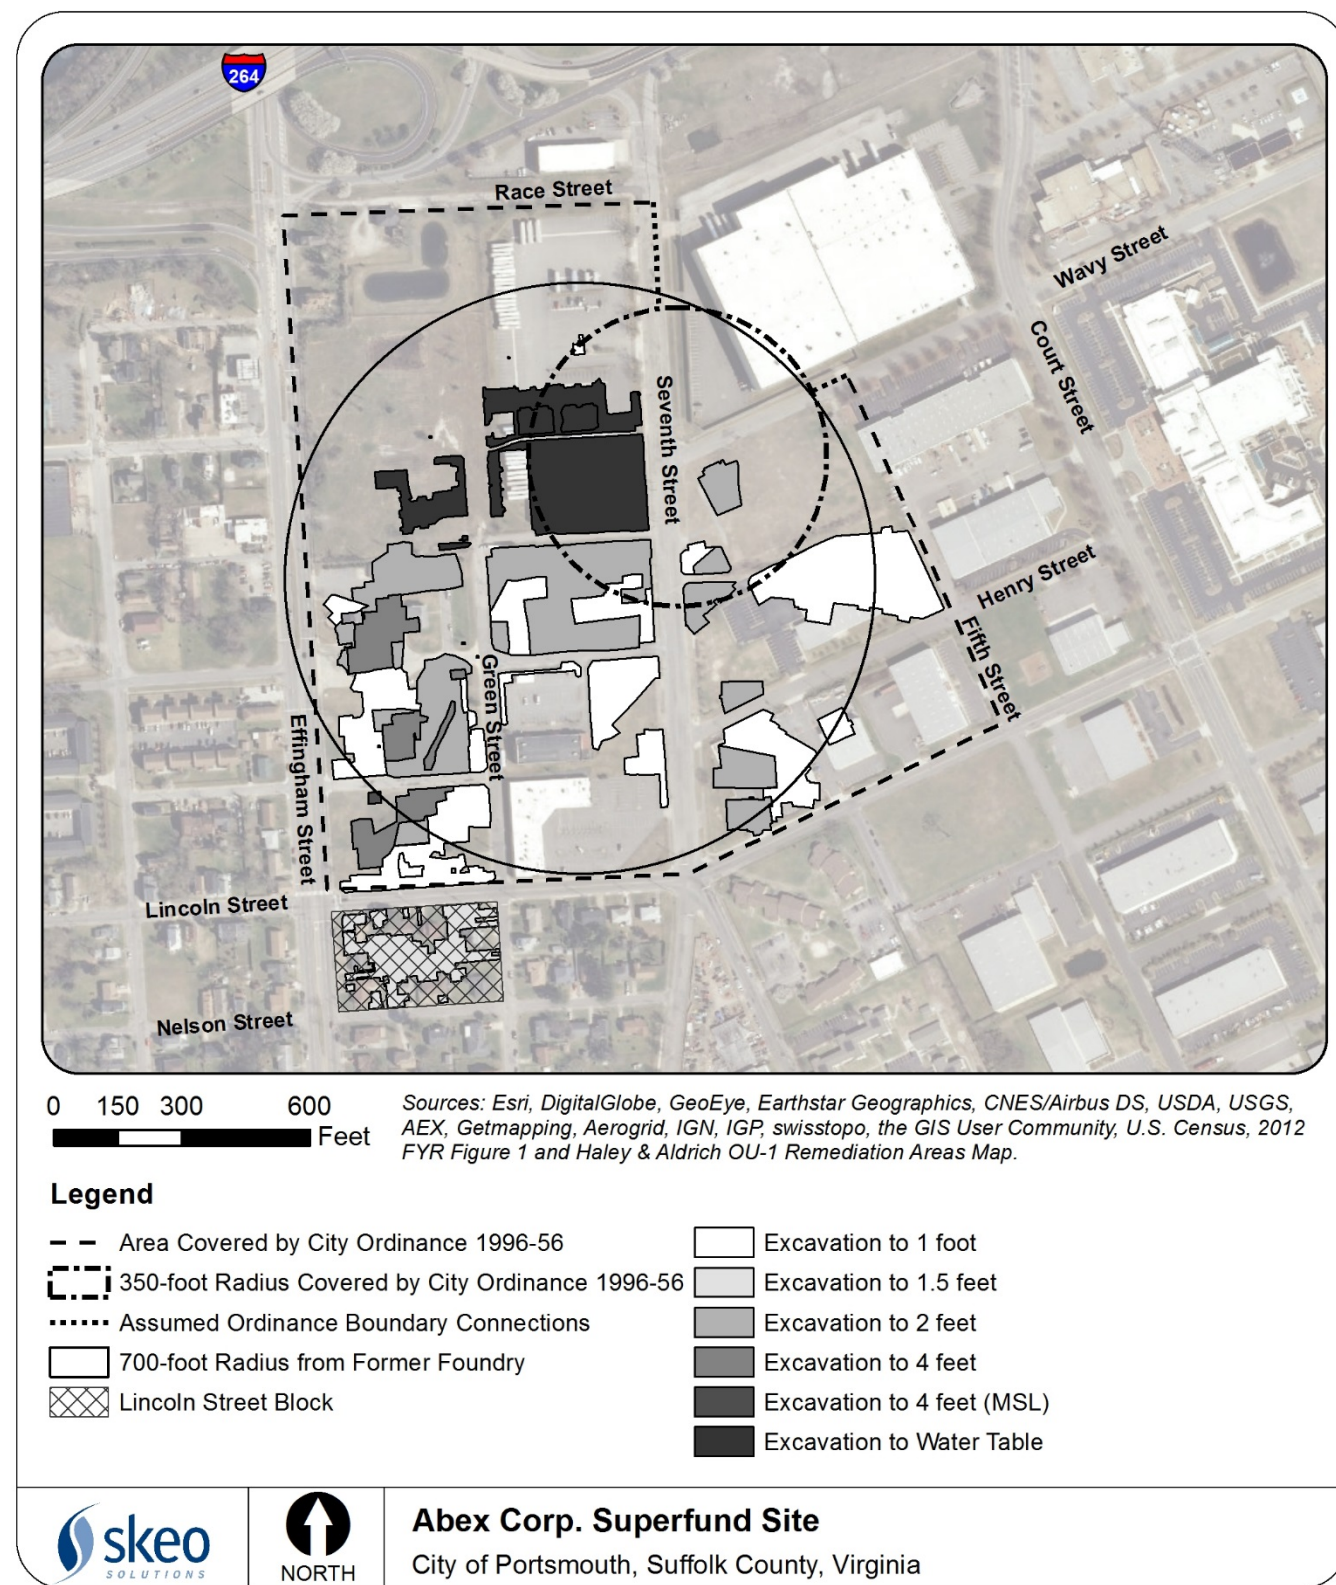 264
Race Street
Wavy Street
Court Street
Seventh Street
Henry Street
Fifth Street
Green Street
Effingham Street
Lincoln Street
Nelson Street
0 150 300 600
Feet
Sources: Esri, DigitalGlobe, GeoEye, Earthstar Geographics, CNES/Airbus DS, USDA, USGS,
AEX, Getmapping, Aerogrid, IGN, IGP, swisstopo, the GIS User Community, U.S. Census, 2012
FYR Figure 1 and Haley & Aldrich OU-1 Remediation Areas Map.
Legend
Area Covered by City Ordinance 1996-56
350-foot Radius Covered by City Ordinance 1996-56
Assumed Ordinance Boundary Connections
700-foot Radius from Former Foundry
Lincoln Street Block
Excavation to 1 foot
Excavation to 1.5 feet
Excavation to 2 feet
Excavation to 4 feet
Excavation to 4 feet (MSL)
Excavation to Water Table
skeo
SOLUTIONS
NORTH
Abex Corp. Superfund Site
City of Portsmouth, Suffolk County, Virginia